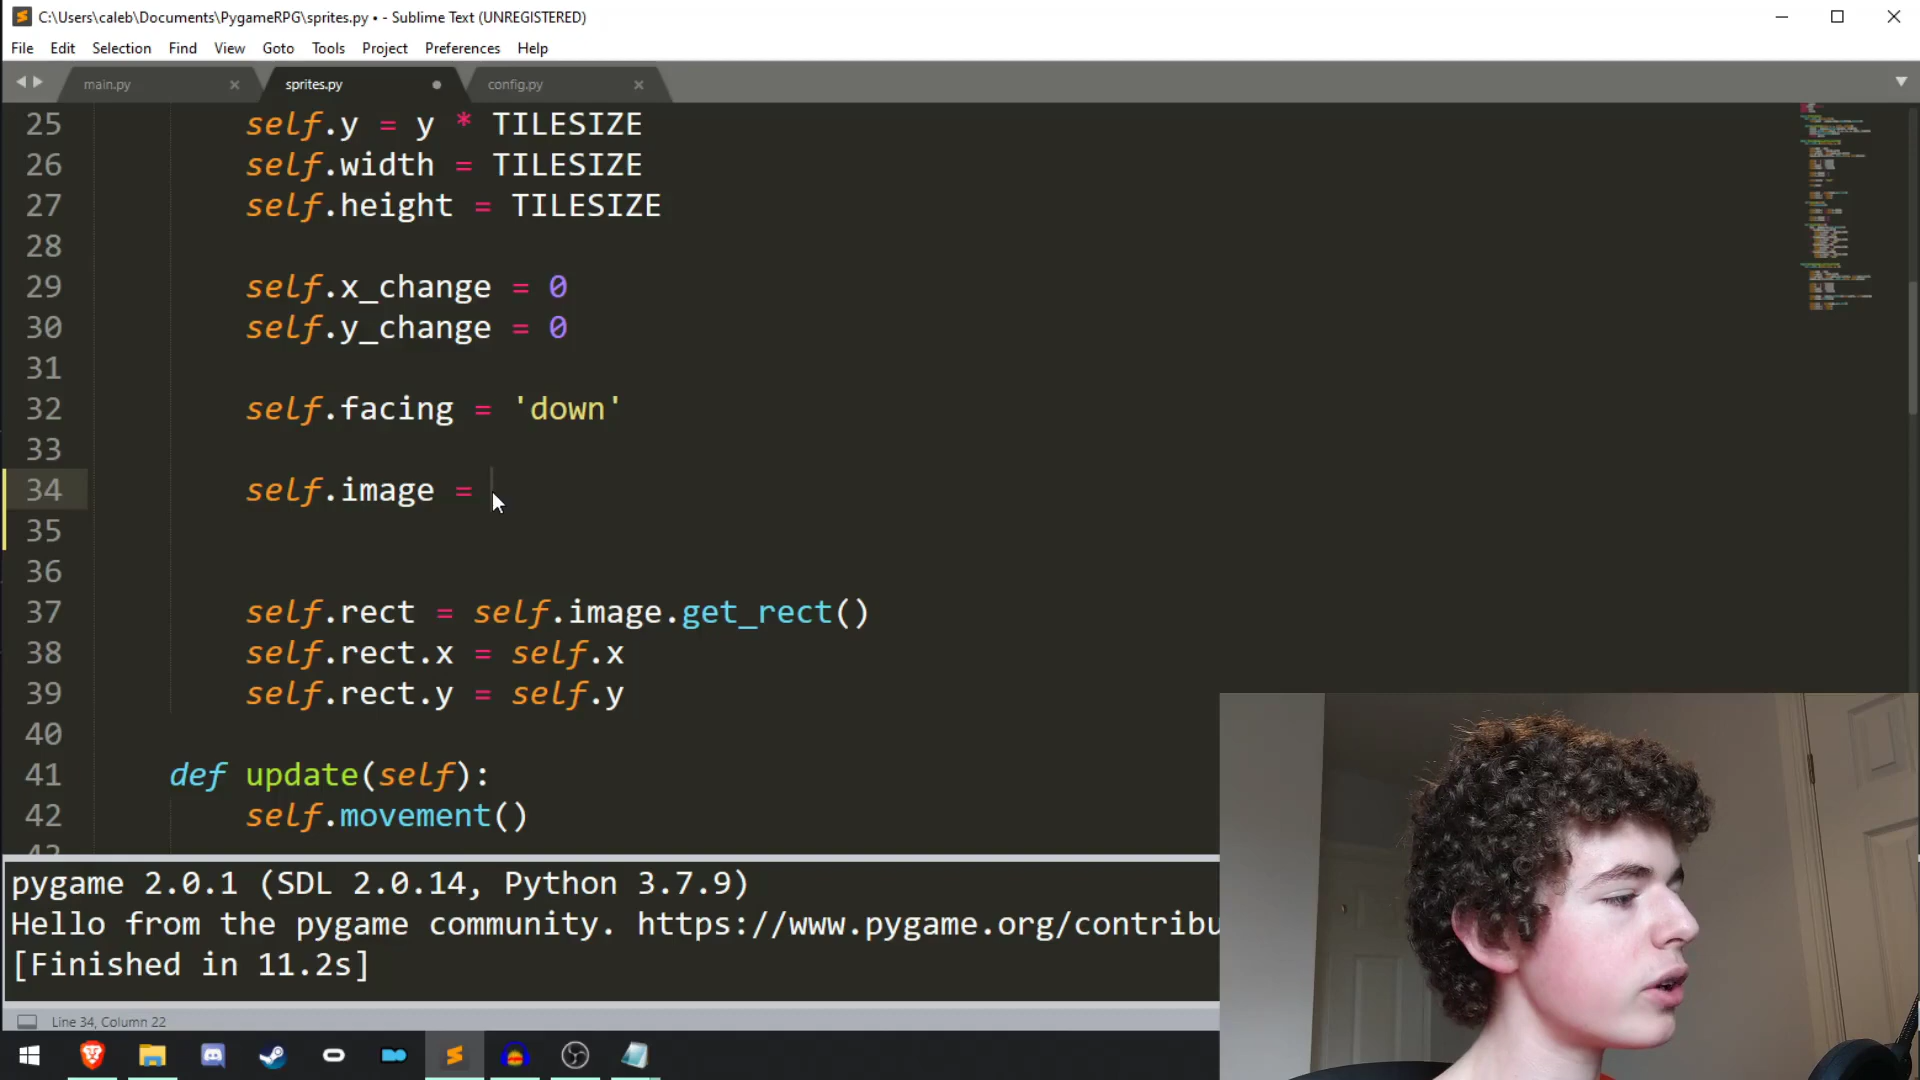 C:\Users\caleb\Documents\PygameRPG\sprites.py • - Sublime Text (UNREGISTERED)
File Edit Selection Find View Goto Tools Project Preferences Help
main.py sprites.py config.py
25 self.y = y * TILESIZE
26 self.width = TILESIZE
27 self.height = TILESIZE
28
29 self.x_change = 0
30 self.y_change = 0
31
32 self.facing = 'down'
33
34 self.image =
35
36
37 self.rect = self.image.get_rect()
38 self.rect.x = self.x
39 self.rect.y = self.y
40
41 def update(self):
42 self.movement()
pygame 2.0.1 (SDL 2.0.14, Python 3.7.9)
Hello from the pygame community. https://www.pygame.org/contribu
[Finished in 11.2s]
Line 34, Column 22